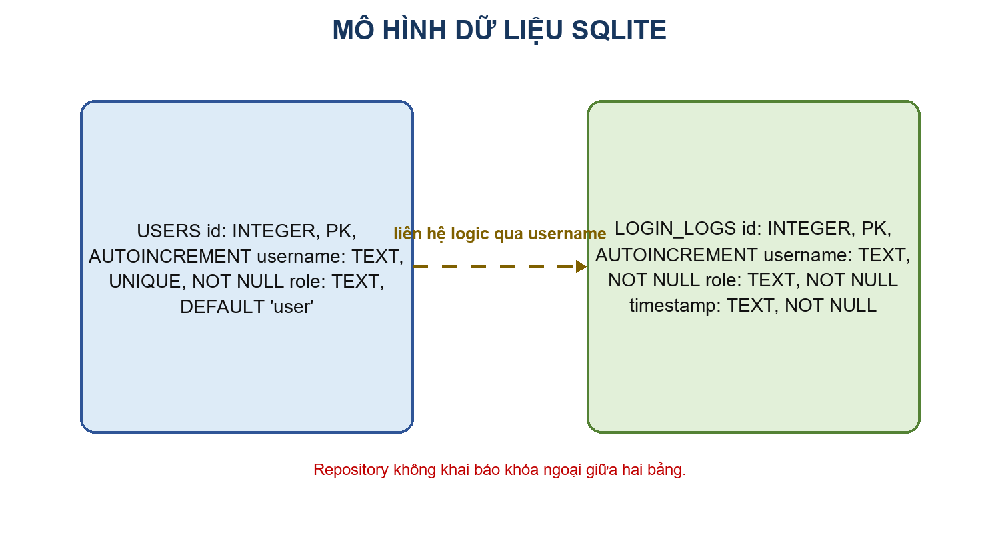 MÔ HÌNH DỮ LIỆU SQLITE
USERS id: INTEGER, PK,
AUTOINCREMENT username: TEXT,
UNIQUE, NOT NULL role: TEXT,
DEFAULT 'user'
liên hệ logic qua username
LOGIN_LOGS id: INTEGER, PK,
AUTOINCREMENT username: TEXT,
NOT NULL role: TEXT, NOT NULL
timestamp: TEXT, NOT NULL
Repository không khai báo khóa ngoại giữa hai bảng.